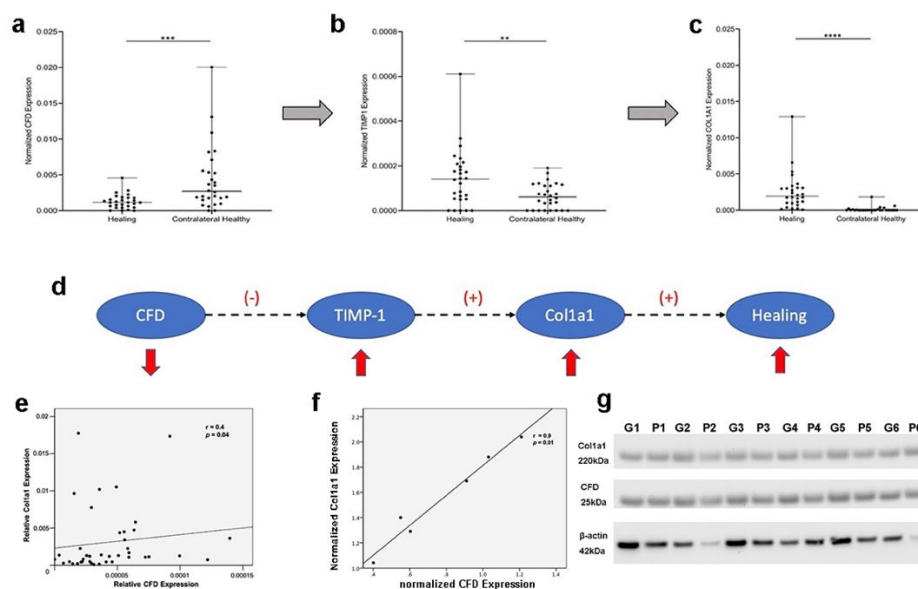 a
b
c
***
**
****
Normalized CFD Expression
0.025
0.020
0.015
0.010
0.005
0.000
Healing
Contralateral Healthy
Normalized TIMP1 Expression
0.0008
0.0006
0.0004
0.0002
0.0000
Healing
Contralateral Healthy
Normalized COL1A1 Expression
0.025
0.020
0.015
0.010
0.005
0.000
Healing
Contralateral Healthy
d
CFD
(-)
TIMP-1
(+)
Col1a1
(+)
Healing
e
Relative Col1a1 Expression
0.02
0.015
0.01
0.005
0
r = 0.4
p = 0.04
0
0.00005
0.0001
0.00015
Relative CFD Expression
f
Normalized Col1a1 Expression
2.2
2.0
1.8
1.6
1.4
1.2
1.0
r = 0.9
p = 0.01
.4
.6
.8
1.0
1.2
1.4
normalized CFD Expression
g
G1 P1 G2 P2 G3 P3 G4 P4 G5 P5 G6 P6
Col1a1
220kDa
CFD
25kDa
β-actin
42kDa